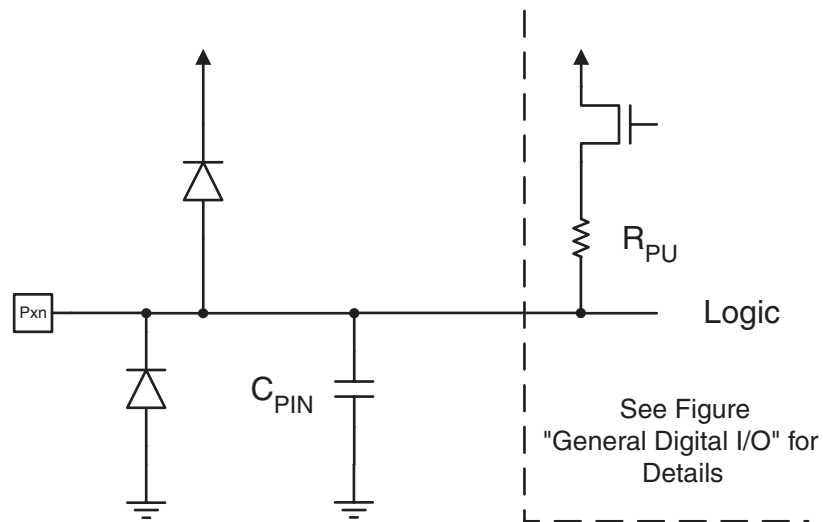 R_PU
Pxn
Logic
C_PIN
See Figure
"General Digital I/O" for
Details